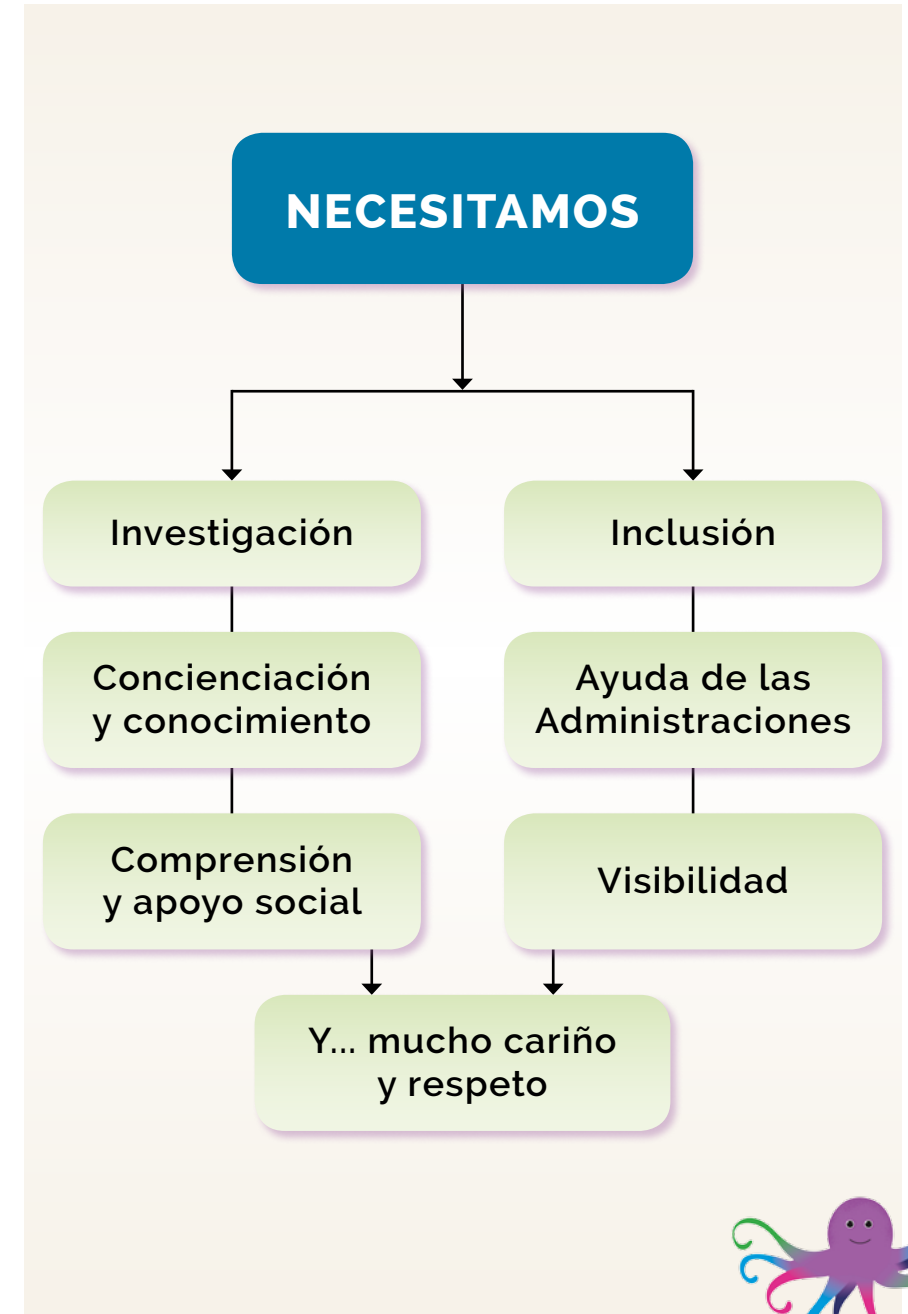 NECESITAMOS
Investigación
Inclusión
Concienciación
y conocimiento
Ayuda de las
Administraciones
Comprensión
y apoyo social
Visibilidad
Y... mucho cariño
y respeto